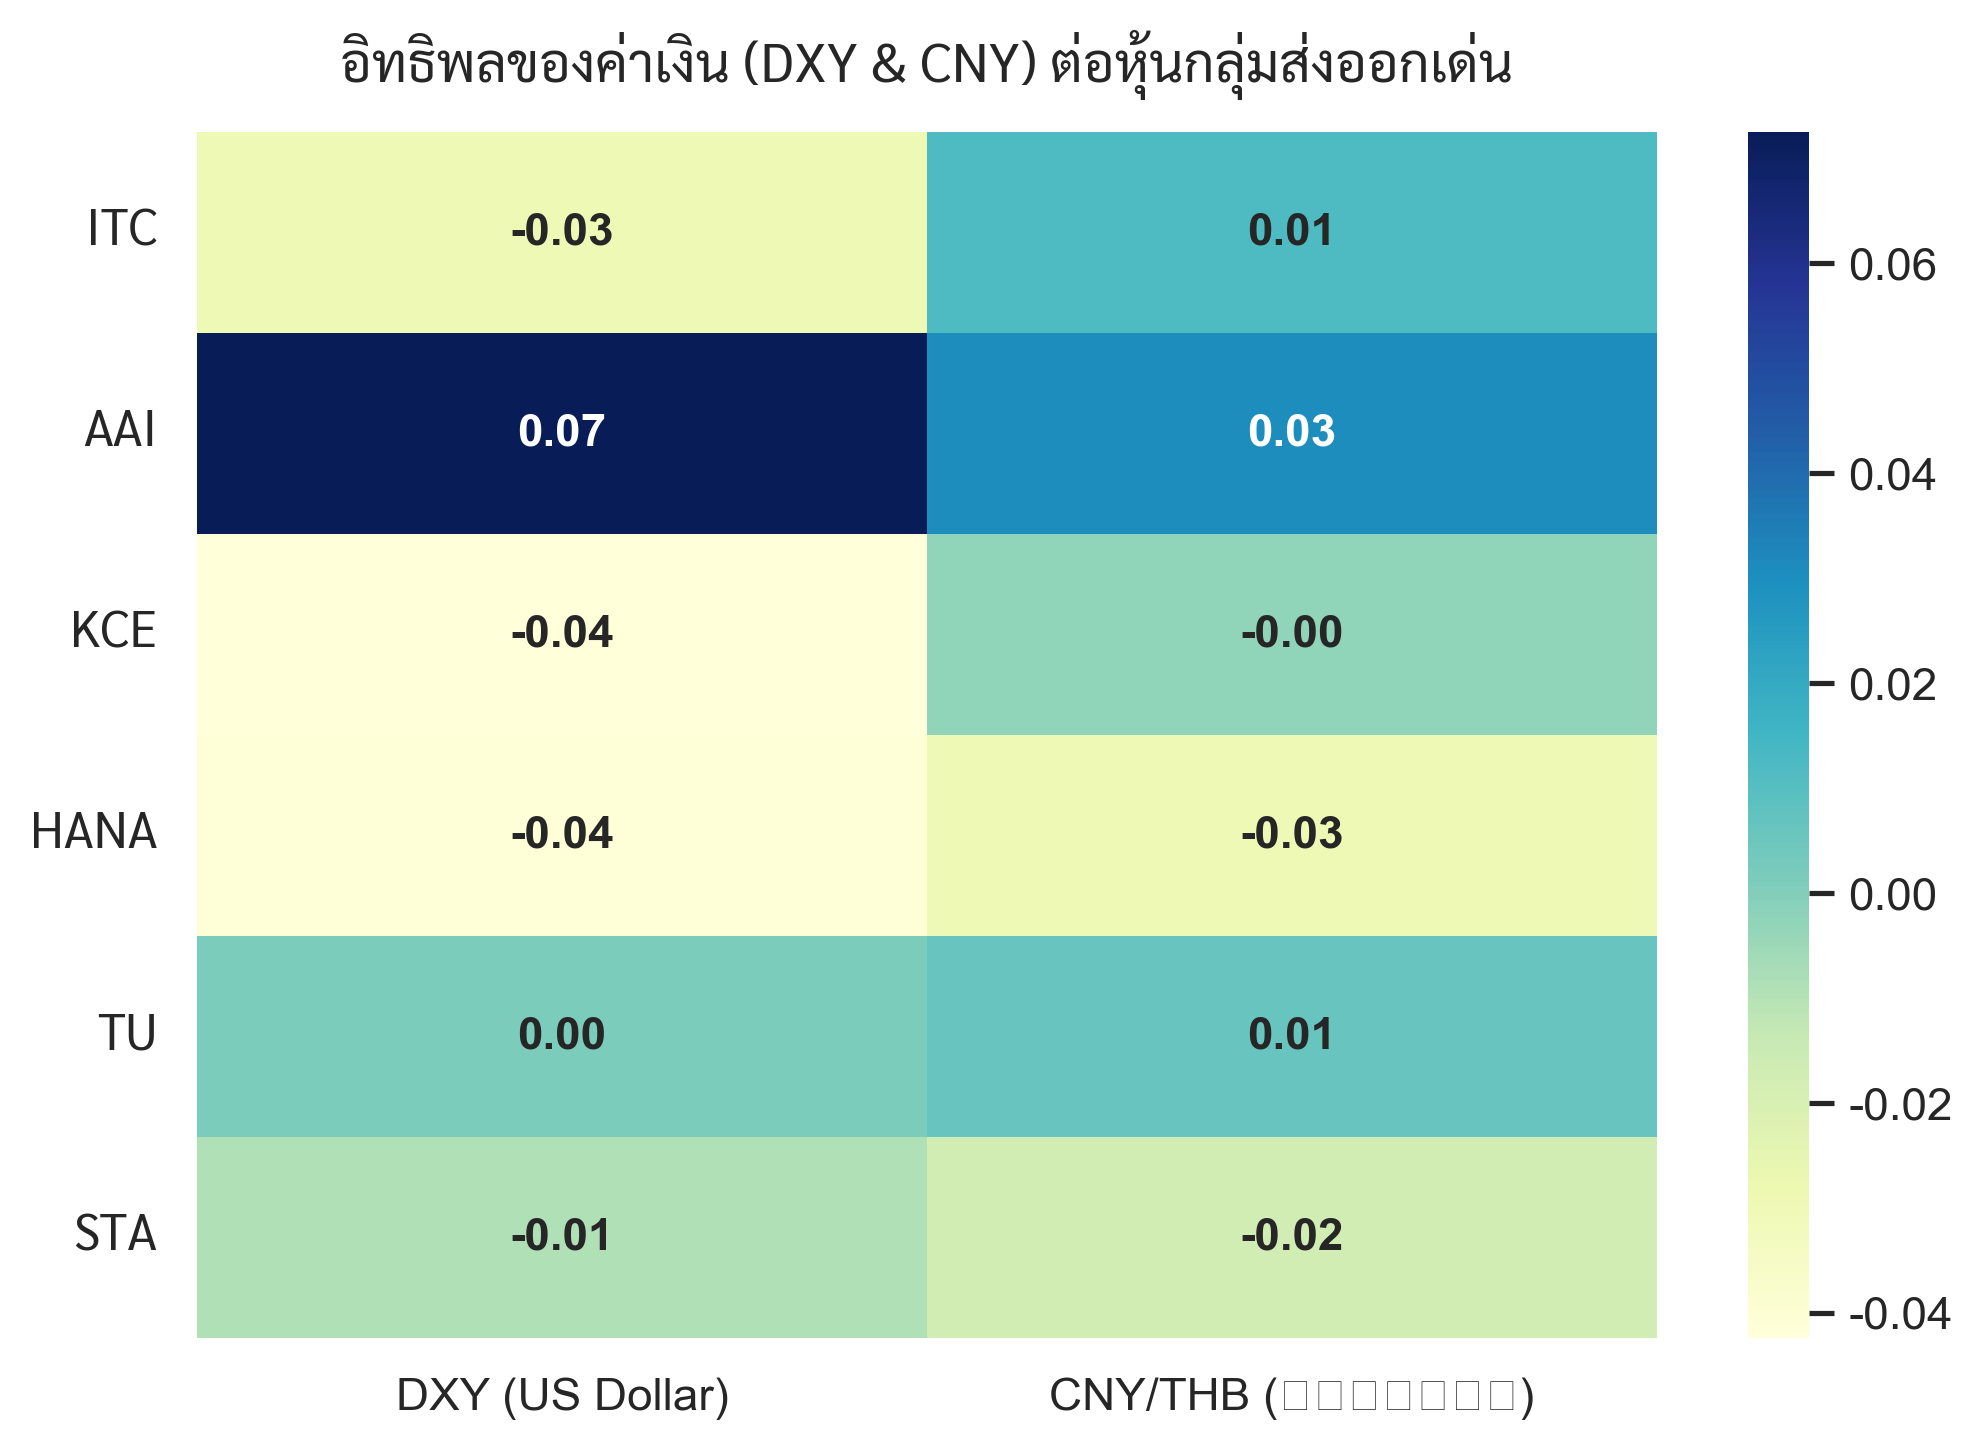 อิทธิพลของค่าเงิน (DXY & CNY) ต่อหุ้นกลุ่มส่งออกเด่น
ITC -0.03 0.01
AAI 0.07 0.03
KCE -0.04 -0.00
HANA -0.04 -0.03
TU 0.00 0.01
STA -0.01 -0.02
DXY (US Dollar) CNY/THB (□□□□□□□)
0.06
0.04
0.02
0.00
-0.02
-0.04